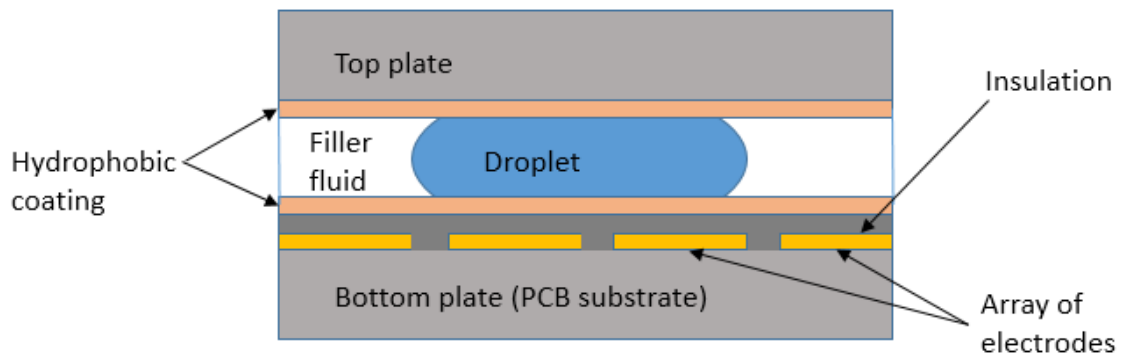 Top plate
Insulation
Hydrophobic
coating
Filler
fluid
Droplet
Bottom plate (PCB substrate)
Array of
electrodes